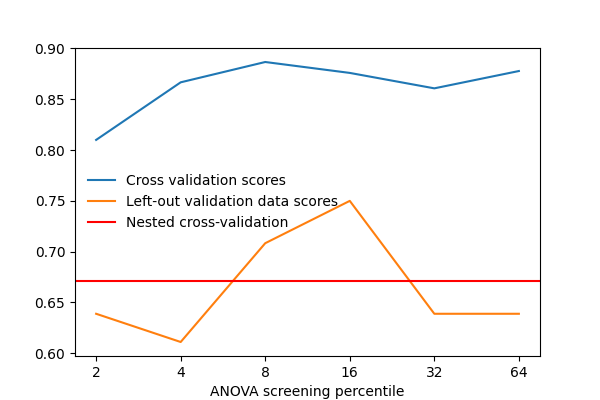 0.90
0.85
0.80
0.75
0.70
0.65
0.60
Cross validation scores
Left-out validation data scores
Nested cross-validation
2 4 8 16 32 64
ANOVA screening percentile